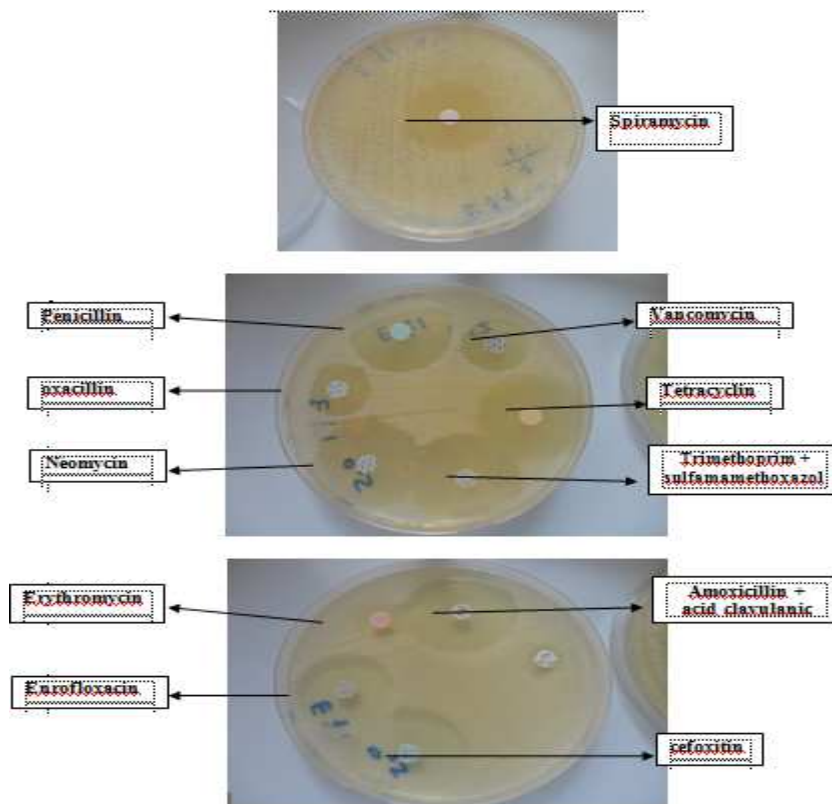 Spiramycin
Penicillin
Vancomycin
oxacillin
Tetracyclin
Neomycin
Trimethoprim +
sulfamamethoxazol
Erythromycin
Amoxicillin +
acid clavulanic
Enrofloxacin
cefoxitin